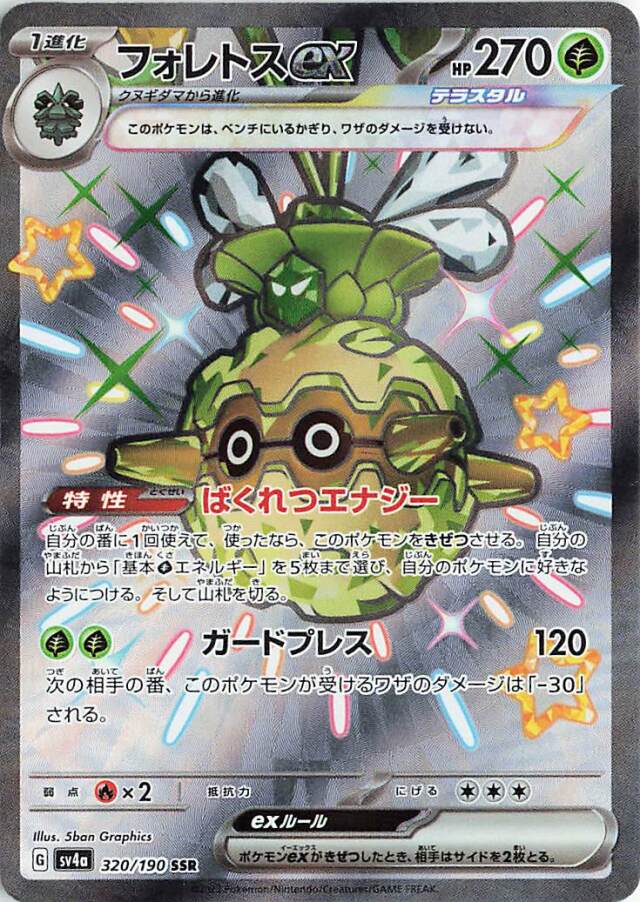 1進化 フォレトスex HP 270
クヌギダマから進化 テラスタル
このポケモンは、ベンチにいるかぎり、ワザのダメージを受けない。
特性 ばくれつエナジー
自分の番に1回使えて、使ったなら、このポケモンをきぜつさせる。自分の
山札から「基本エネルギー」を5枚まで選び、自分のポケモンに好きな
ようにつける。そして山札を切る。
ガードプレス 120
次の相手の番、このポケモンが受けるワザのダメージは「-30」
される。
弱点 ×2 抵抗力 にげる
exルール
ポケモンexがきぜつしたとき、相手はサイドを2枚とる。
Illus. 5ban Graphics
G sv4a 320/190 SSR
©2023 Pokémon/Nintendo/Creatures/GAME FREAK.